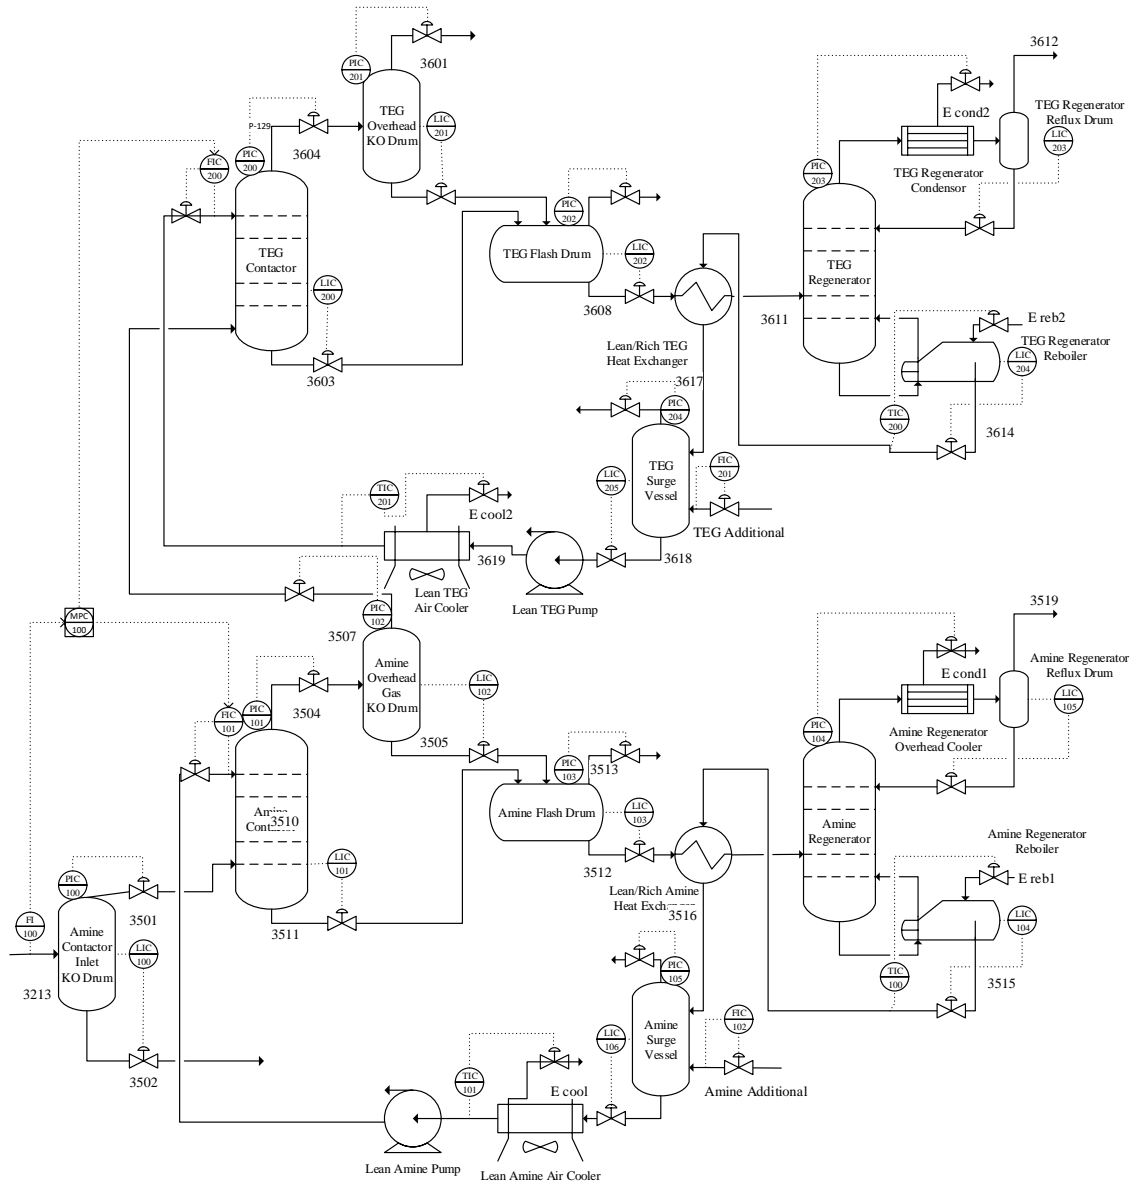 3601
PIC
201
TEG
Overhead
KO Drum
LIC
201
P-129
3604
FIC
200
PIC
200
TEG
Contactor
LIC
200
3603
PIC
202
TEG Flash Drum
LIC
202
3608
Lean/Rich TEG
Heat Exchanger
3617
3612
E cond2
TEG Regenerator
Condensor
TEG Regenerator
Reflux Drum
LIC
203
PIC
203
TEG
Regenerator
3611
E reb2
TEG Regenerator
Reboiler
LIC
204
TIC
200
3614
PIC
204
TEG
Surge
Vessel
LIC
205
FIC
201
TEG Additional
3618
TIC
201
E cool2
3619
Lean TEG
Air Cooler
Lean TEG Pump
MPC
100
PIC
102
3507
Amine
Overhead
Gas
KO Drum
LIC
102
3505
FIC
101
PIC
101
3504
3510
LIC
101
3511
PIC
103
3513
Amine Flash Drum
LIC
103
3512
Lean/Rich Amine
Heat
3516
3519
E cond1
Amine Regenerator
Overhead Cooler
Amine Regenerator
Reflux Drum
LIC
105
PIC
104
Amine
Regenerator
Amine Regenerator
Reboiler
E reb1
LIC
104
TIC
100
3515
FI
100
PIC
100
3501
Amine
Contactor
Inlet
KO Drum
LIC
100
3213
3502
PIC
105
Amine
Surge
Vessel
LIC
106
FIC
102
Amine Additional
TIC
101
E cool
Lean Amine Pump
Lean Amine Air Cooler